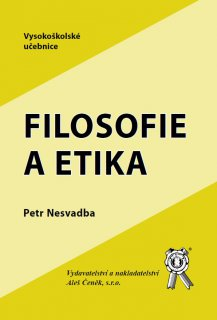 Vysokoškolské
učebnice
FILOSOFIE
A ETIKA
Petr Nesvadba
Vydavatelství a nakladatelství
Aleš Čeněk, s.r.o.